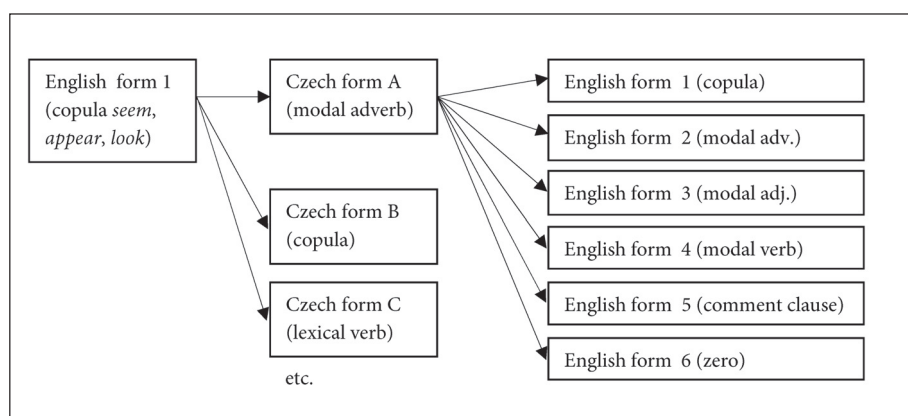 English form 1
(copula seem,
appear, look)
Czech form A
(modal adverb)
Czech form B
(copula)
Czech form C
(lexical verb)
etc.
English form 1 (copula)
English form 2 (modal adv.)
English form 3 (modal adj.)
English form 4 (modal verb)
English form 5 (comment clause)
English form 6 (zero)